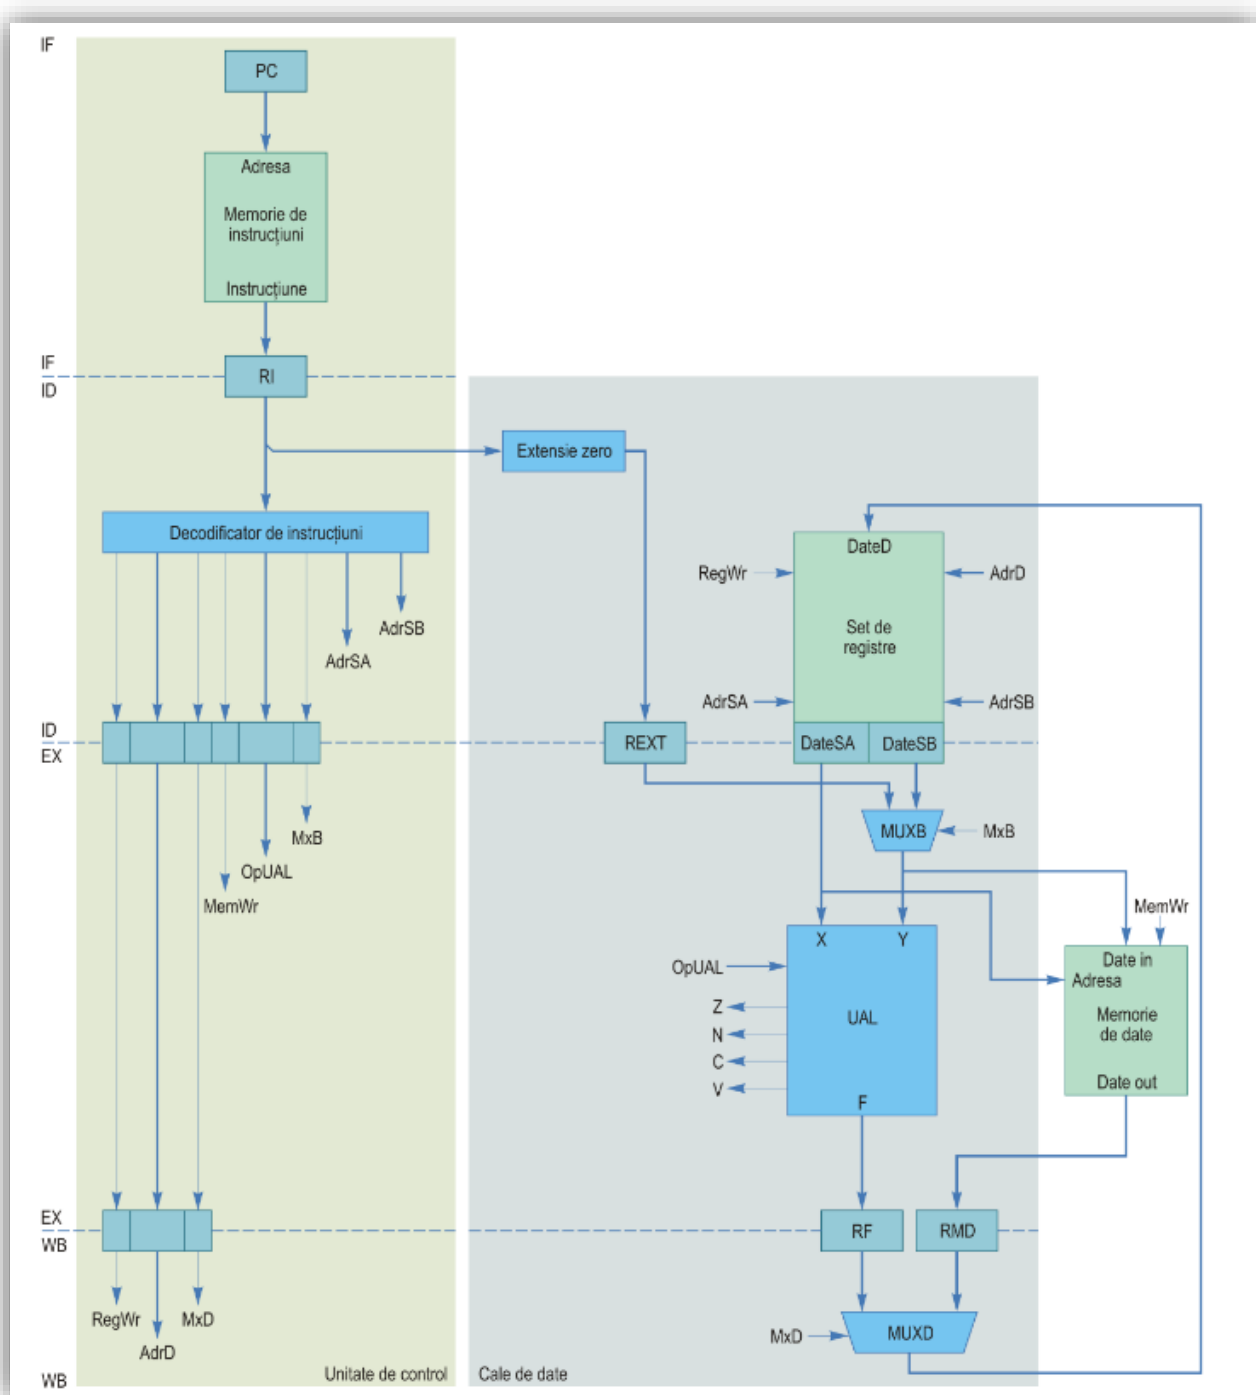 IF
PC
Adresa
Memorie de
instrucțiuni
Instrucțiune
IF
RI
ID
Extensie zero
Decodificator de instrucțiuni
DateD
RegWr
AdrD
AdrSB
Set de
registre
AdrSA
AdrSA
AdrSB
ID
REXT
DateSA
DateSB
EX
MUXB
MxB
MxB
OpUAL
MemWr
MemWr
X
Y
Date in
Adresa
OpUAL
Z
Memorie
de date
UAL
N
C
Date out
V
F
EX
RF
RMD
WB
RegWr
MxD
MxD
MUXD
AdrD
WB
Unitate de control
Cale de date